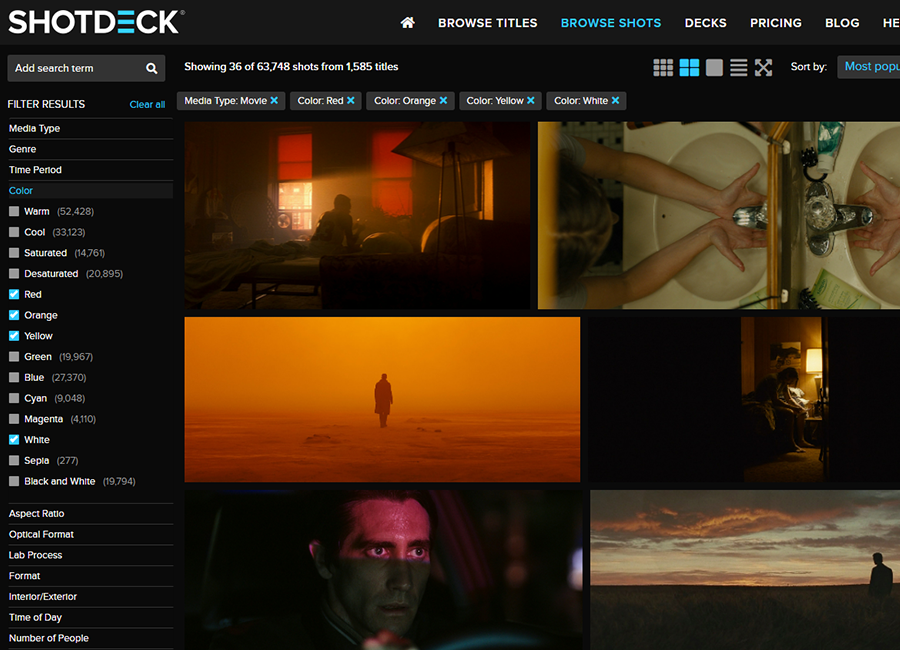 SHOTDECK®
BROWSE TITLES
BROWSE SHOTS
DECKS
PRICING
BLOG
HE
Add search term
Showing 36 of 63,748 shots from 1,585 titles
Sort by:
Most popu
FILTER RESULTS
Clear all
Media Type: Movie ×
Color: Red ×
Color: Orange ×
Color: Yellow ×
Color: White ×
Media Type
Genre
Time Period
Color
Warm (52,428)
Cool (33,123)
Saturated (14,761)
Desaturated (20,895)
Red
Orange
Yellow
Green (19,967)
Blue (27,370)
Cyan (9,048)
Magenta (4,110)
White
Sepia (277)
Black and White (19,794)
Aspect Ratio
Optical Format
Lab Process
Format
Interior/Exterior
Time of Day
Number of People